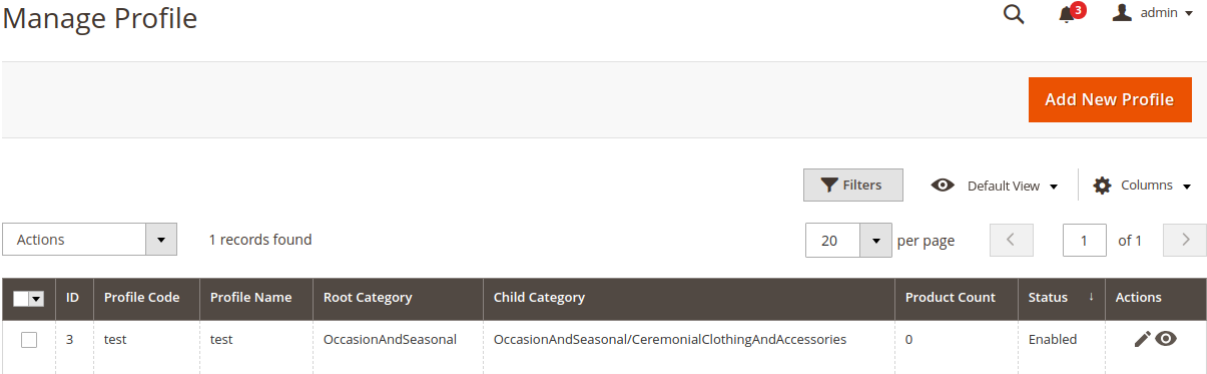 Manage Profile
3
admin
Add New Profile
Filters
Default View
Columns
Actions
1 records found
20
per page
1
of 1
ID Profile Code Profile Name Root Category Child Category Product Count Status ↓ Actions
3 test test OccasionAndSeasonal OccasionAndSeasonal/CeremonialClothingAndAccessories 0 Enabled